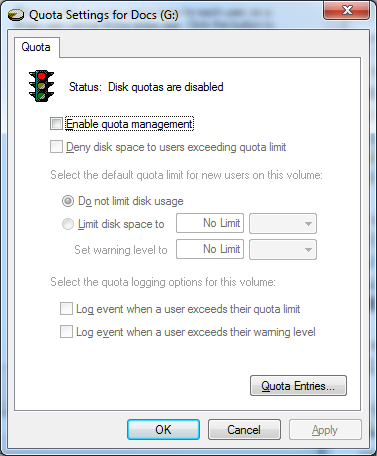 Quota Settings for Docs (G:)
Quota
Status: Disk quotas are disabled
Enable quota management
Deny disk space to users exceeding quota limit
Select the default quota limit for new users on this volume:
Do not limit disk usage
Limit disk space to No Limit
Set warning level to No Limit
Select the quota logging options for this volume:
Log event when a user exceeds their quota limit
Log event when a user exceeds their warning level
Quota Entries...
OK Cancel Apply